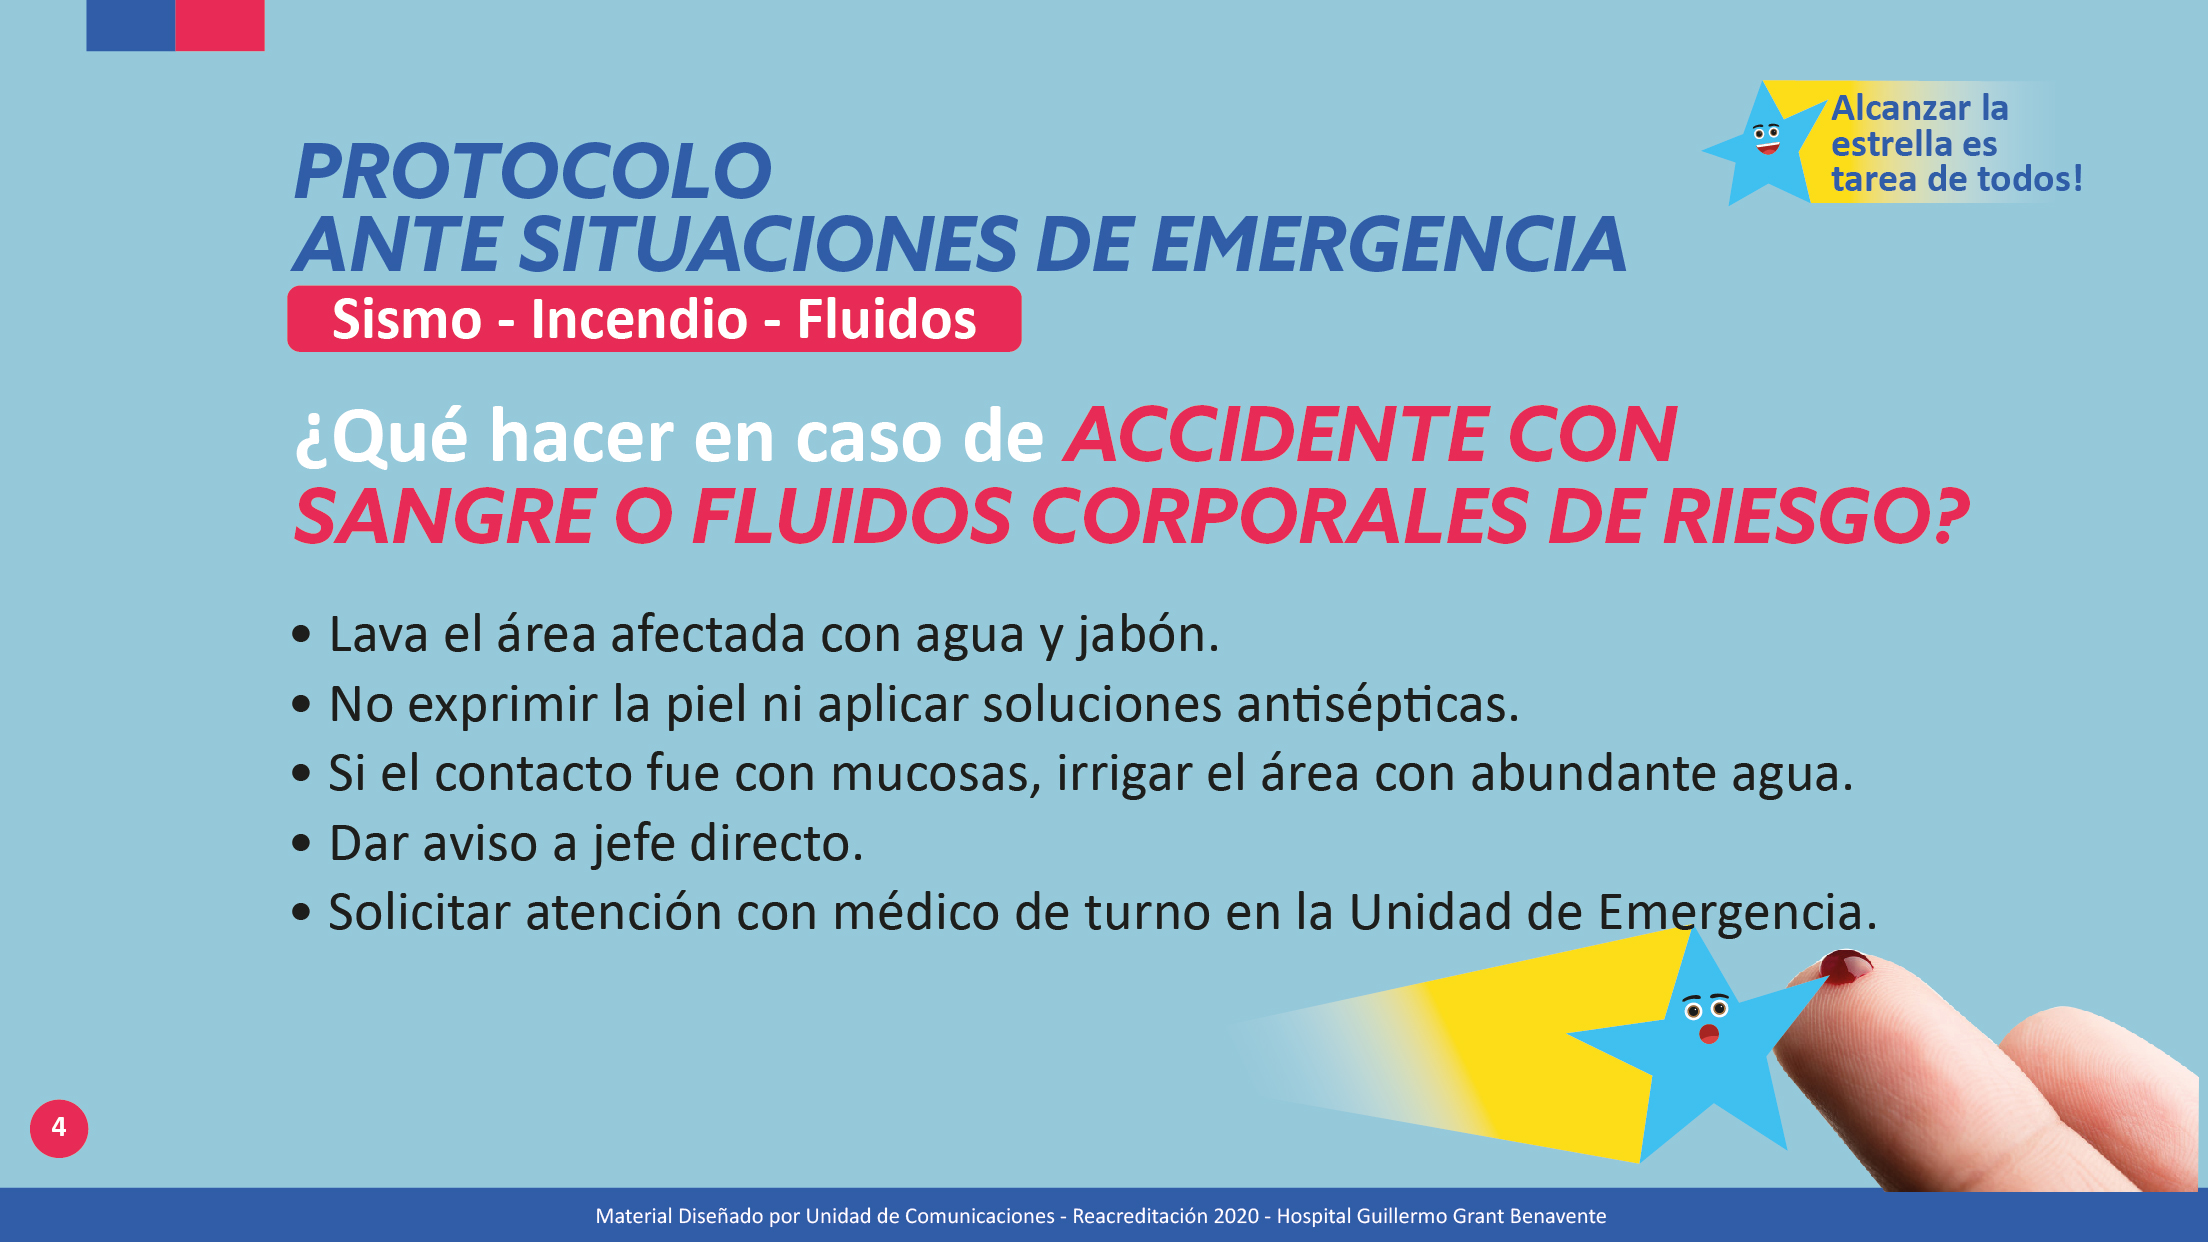 Alcanzar la
estrella es
tarea de todos!
PROTOCOLO
ANTE SITUACIONES DE EMERGENCIA
Sismo - Incendio - Fluidos
¿Qué hacer en caso de ACCIDENTE CON
SANGRE O FLUIDOS CORPORALES DE RIESGO?
• Lava el área afectada con agua y jabón.
• No exprimir la piel ni aplicar soluciones antisépticas.
• Si el contacto fue con mucosas, irrigar el área con abundante agua.
• Dar aviso a jefe directo.
• Solicitar atención con médico de turno en la Unidad de Emergencia.
4
Material Diseñado por Unidad de Comunicaciones - Reacreditación 2020 - Hospital Guillermo Grant Benavente